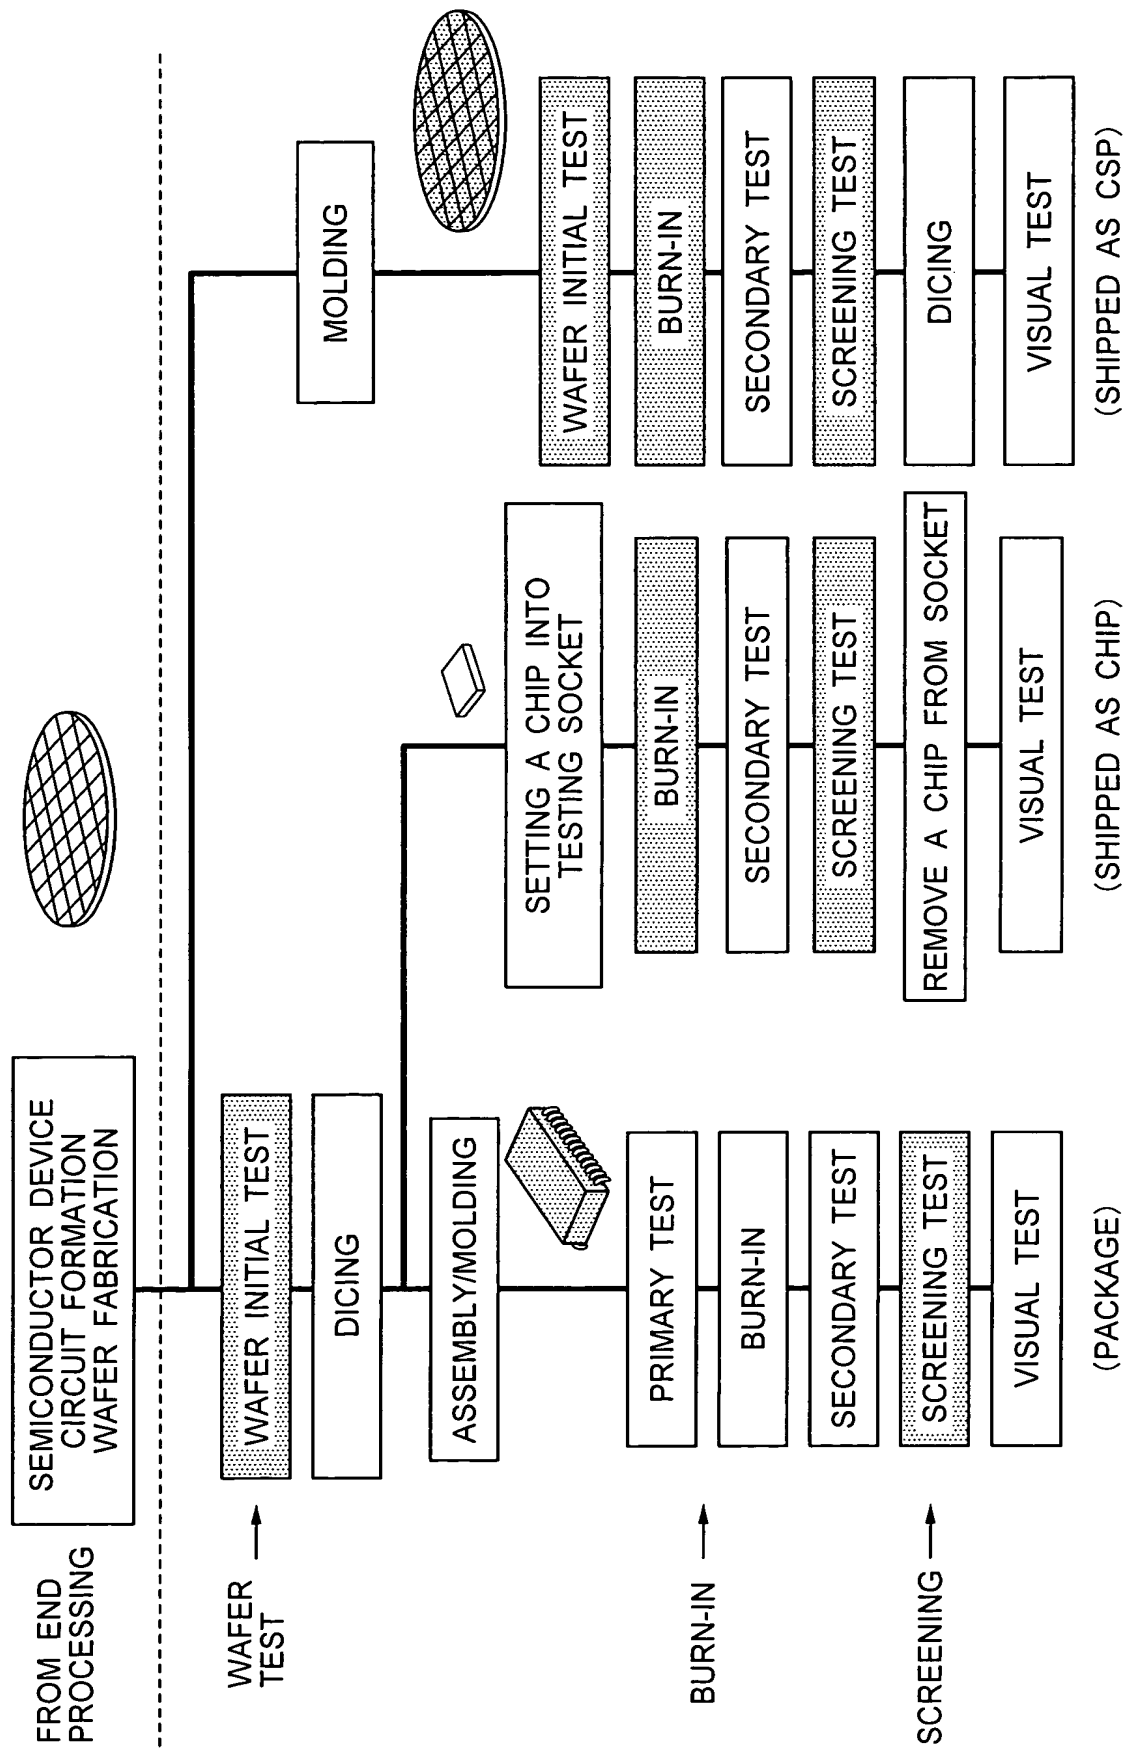 FROM END
PROCESSING
SEMICONDUCTOR DEVICE
CIRCUIT FORMATION
WAFER FABRICATION
WAFER
TEST
WAFER INITIAL TEST
DICING
ASSEMBLY/MOLDING
BURN-IN
PRIMARY TEST
BURN-IN
SECONDARY TEST
SCREENING
SCREENING TEST
VISUAL TEST
(PACKAGE)
SETTING A CHIP INTO
TESTING SOCKET
BURN-IN
SECONDARY TEST
SCREENING TEST
REMOVE A CHIP FROM SOCKET
VISUAL TEST
(SHIPPED AS CHIP)
MOLDING
WAFER INITIAL TEST
BURN-IN
SECONDARY TEST
SCREENING TEST
DICING
VISUAL TEST
(SHIPPED AS CSP)